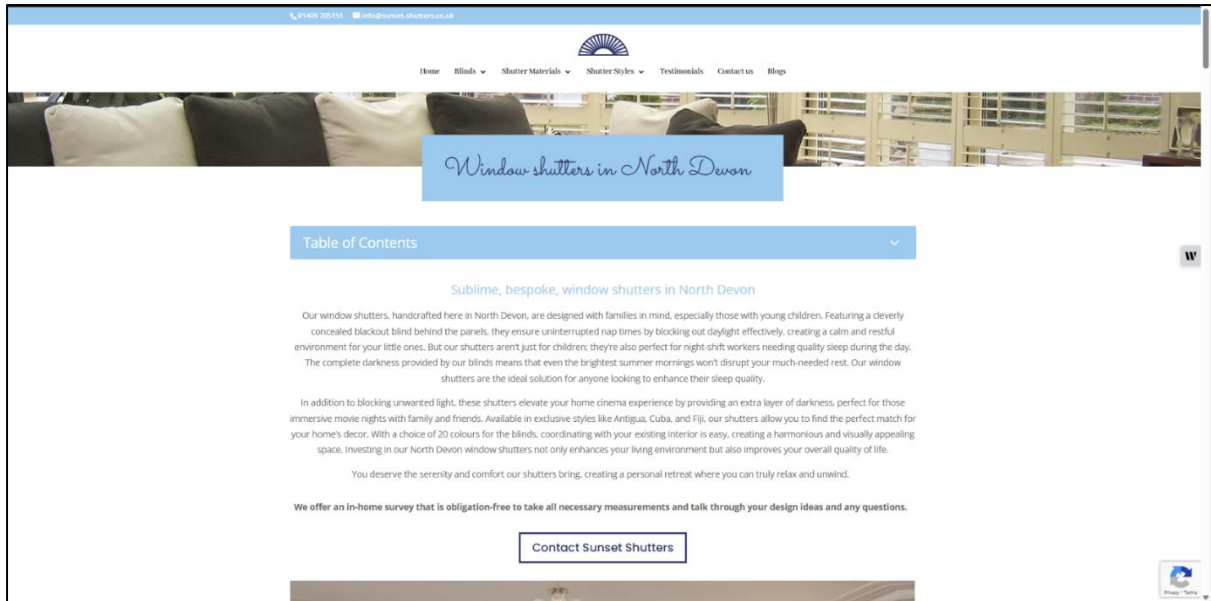 01409 705151 info@sunset-shutters.co.uk
Home Blinds Shutter Materials Shutter Styles Testimonials Contact us Blogs
Window shutters in North Devon
Table of Contents
W
Sublime, bespoke, window shutters in North Devon
Our window shutters, handcrafted here in North Devon, are designed with families in mind, especially those with young children. Featuring a cleverly
concealed blackout blind behind the panels, they ensure uninterrupted nap times by blocking out daylight effectively, creating a calm and restful
environment for your little ones. But our shutters aren't just for children; they're also perfect for night-shift workers needing quality sleep during the day.
The complete darkness provided by our blinds means that even the brightest summer mornings won't disrupt your much-needed rest. Our window
shutters are the ideal solution for anyone looking to enhance their sleep quality.
In addition to blocking unwanted light, these shutters elevate your home cinema experience by providing an extra layer of darkness, perfect for those
immersive movie nights with family and friends. Available in exclusive styles like Antigua, Cuba, and Fiji, our shutters allow you to find the perfect match for
your home's decor. With a choice of 20 colours for the blinds, coordinating with your existing interior is easy, creating a harmonious and visually appealing
space. Investing in our North Devon window shutters not only enhances your living environment but also improves your overall quality of life.
You deserve the serenity and comfort our shutters bring, creating a personal retreat where you can truly relax and unwind.
We offer an in-home survey that is obligation-free to take all necessary measurements and talk through your design ideas and any questions.
Contact Sunset Shutters
Privacy - Terms